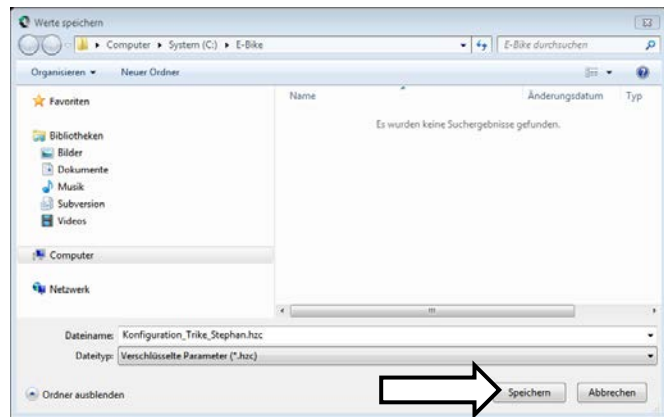 Werte speichern
Computer ▸ System (C:) ▸ E-Bike
E-Bike durchsuchen
Organisieren Neuer Ordner
Favoriten
Bibliotheken
Bilder
Dokumente
Musik
Subversion
Videos
Computer
Netzwerk
Name Änderungsdatum Typ
Es wurden keine Suchergebnisse gefunden.
Dateiname: Konfiguration_Trike_Stephan.hzc
Dateityp: Verschlüsselte Parameter (*.hzc)
Ordner ausblenden Speichern Abbrechen